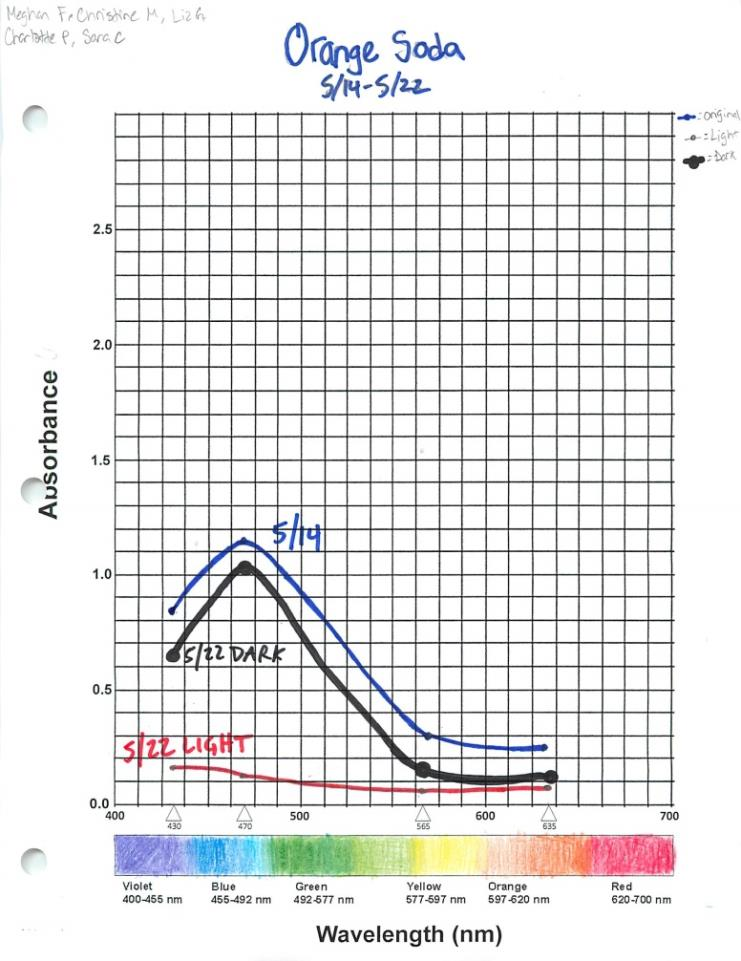 Meghan F, Christine M, Liz G
Charlotte P, Sara C
Orange Soda
5/14-5/22
= original
= Light
= Dark
2.5
2.0
1.5
1.0
0.5
0.0
Absorbance
5/14
5/22 DARK
5/22 LIGHT
400 500 600 700
430 470 565 635
Violet Blue Green Yellow Orange Red
400-455 nm 455-492 nm 492-577 nm 577-597 nm 597-620 nm 620-700 nm
Wavelength (nm)